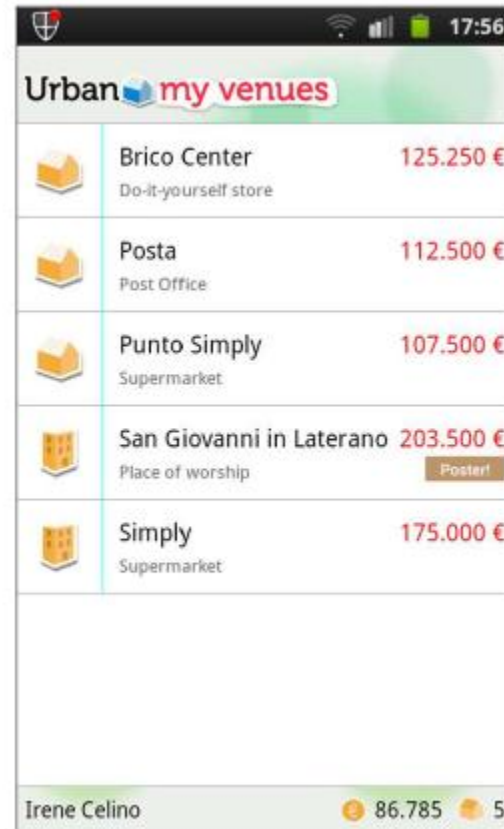 17:56
Urban my venues
Brico Center 125.250 €
Do-it-yourself store
Posta 112.500 €
Post Office
Punto Simply 107.500 €
Supermarket
San Giovanni in Laterano 203.500 €
Place of worship Poster!
Simply 175.000 €
Supermarket
Irene Celino 86.785 5